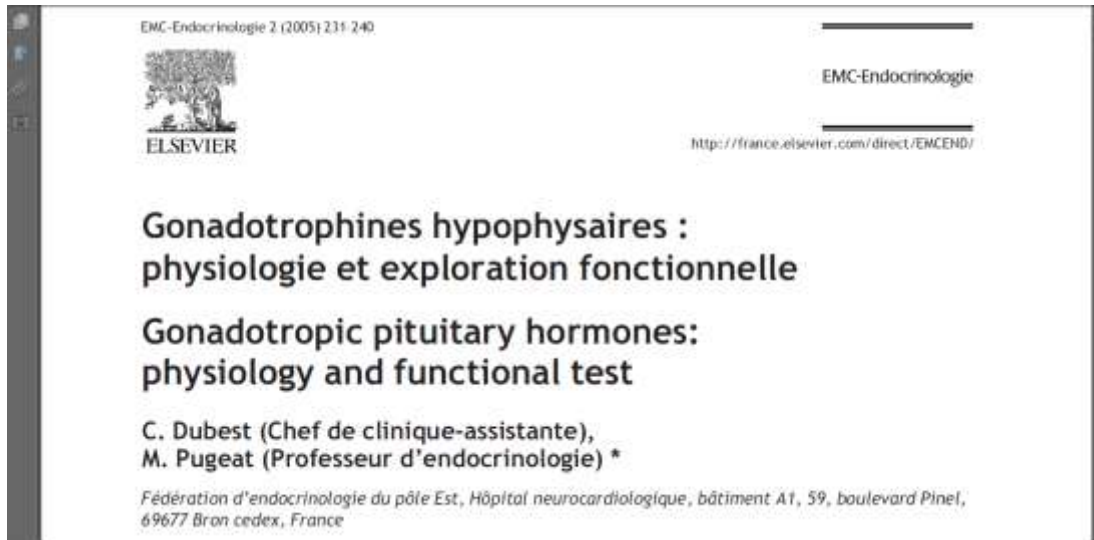 EMC-Endocrinologie 2 (2005) 231-240
ELSEVIER
EMC-Endocrinologie
http://france.elsevier.com/direct/EMCEND/
Gonadotrophines hypophysaires :
physiologie et exploration fonctionnelle
Gonadotropic pituitary hormones:
physiology and functional test
C. Dubest (Chef de clinique-assistante),
M. Pugeat (Professeur d’endocrinologie) *
Fédération d’endocrinologie du pôle Est, Hôpital neurocardiologique, bâtiment A1, 59, boulevard Pinel,
69677 Bron cedex, France